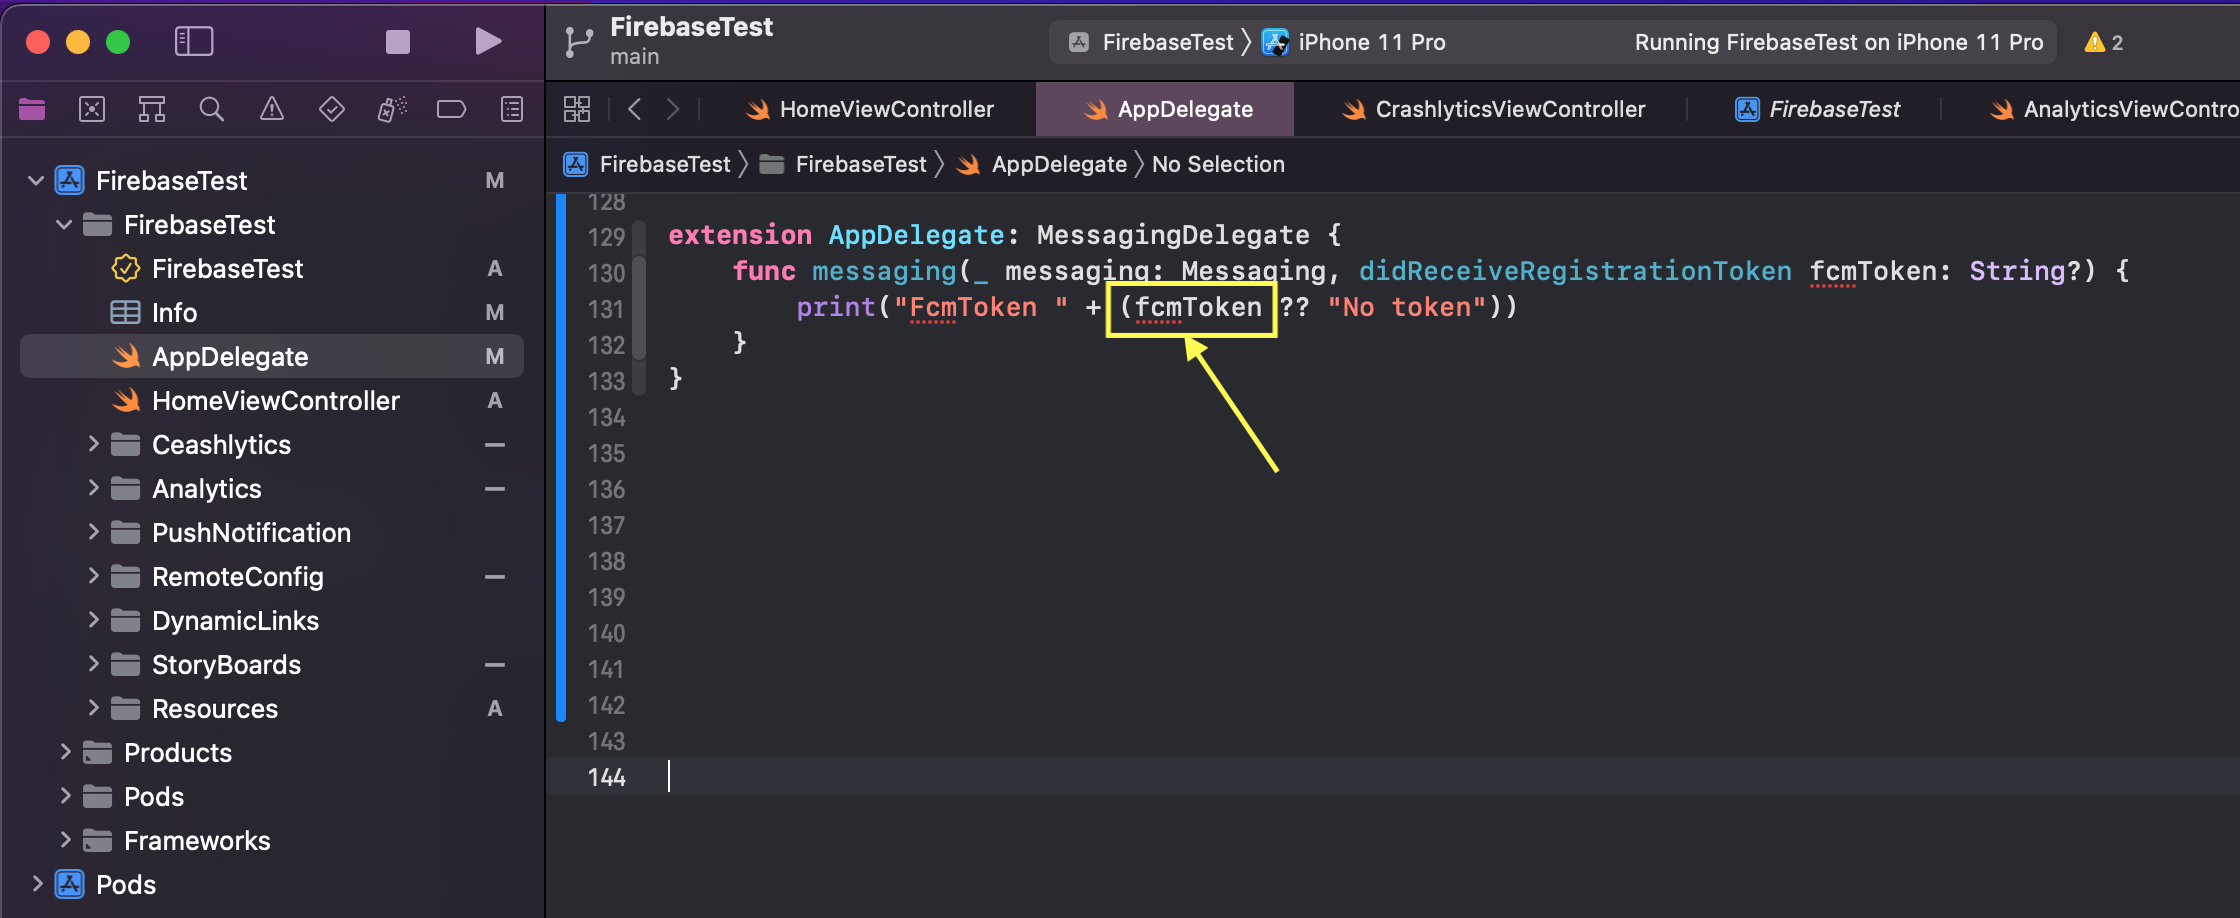 FirebaseTest
main
FirebaseTest
iPhone 11 Pro
Running FirebaseTest on iPhone 11 Pro
2
HomeViewController
AppDelegate
CrashlyticsViewController
FirebaseTest
AnalyticsViewContro
FirebaseTest
FirebaseTest
AppDelegate
No Selection
FirebaseTest M
FirebaseTest
FirebaseTest A
Info M
AppDelegate M
HomeViewController A
Ceashlytics
Analytics
PushNotification
RemoteConfig
DynamicLinks
StoryBoards
Resources A
Products
Pods
Frameworks
Pods
128
129 extension AppDelegate: MessagingDelegate {
130 func messaging(_ messaging: Messaging, didReceiveRegistrationToken fcmToken: String?) {
131 print("FcmToken " + (fcmToken ?? "No token"))
132 }
133 }
134
135
136
137
138
139
140
141
142
143
144